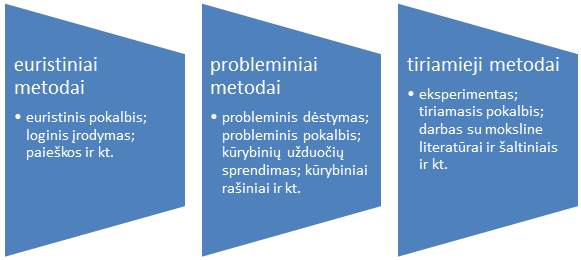 euristiniai
metodai
• euristinis pokalbis;
loginis įrodymas;
paieškos ir kt.
probleminiai
metodai
• probleminis dėstymas;
probleminis pokalbis;
kūrybinių užduočių
sprendimas; kūrybiniai
rašiniai ir kt.
tiriamieji metodai
• eksperimentas;
tiriamasis pokalbis;
darbas su moksline
literatūrai ir šaltiniais
ir kt.